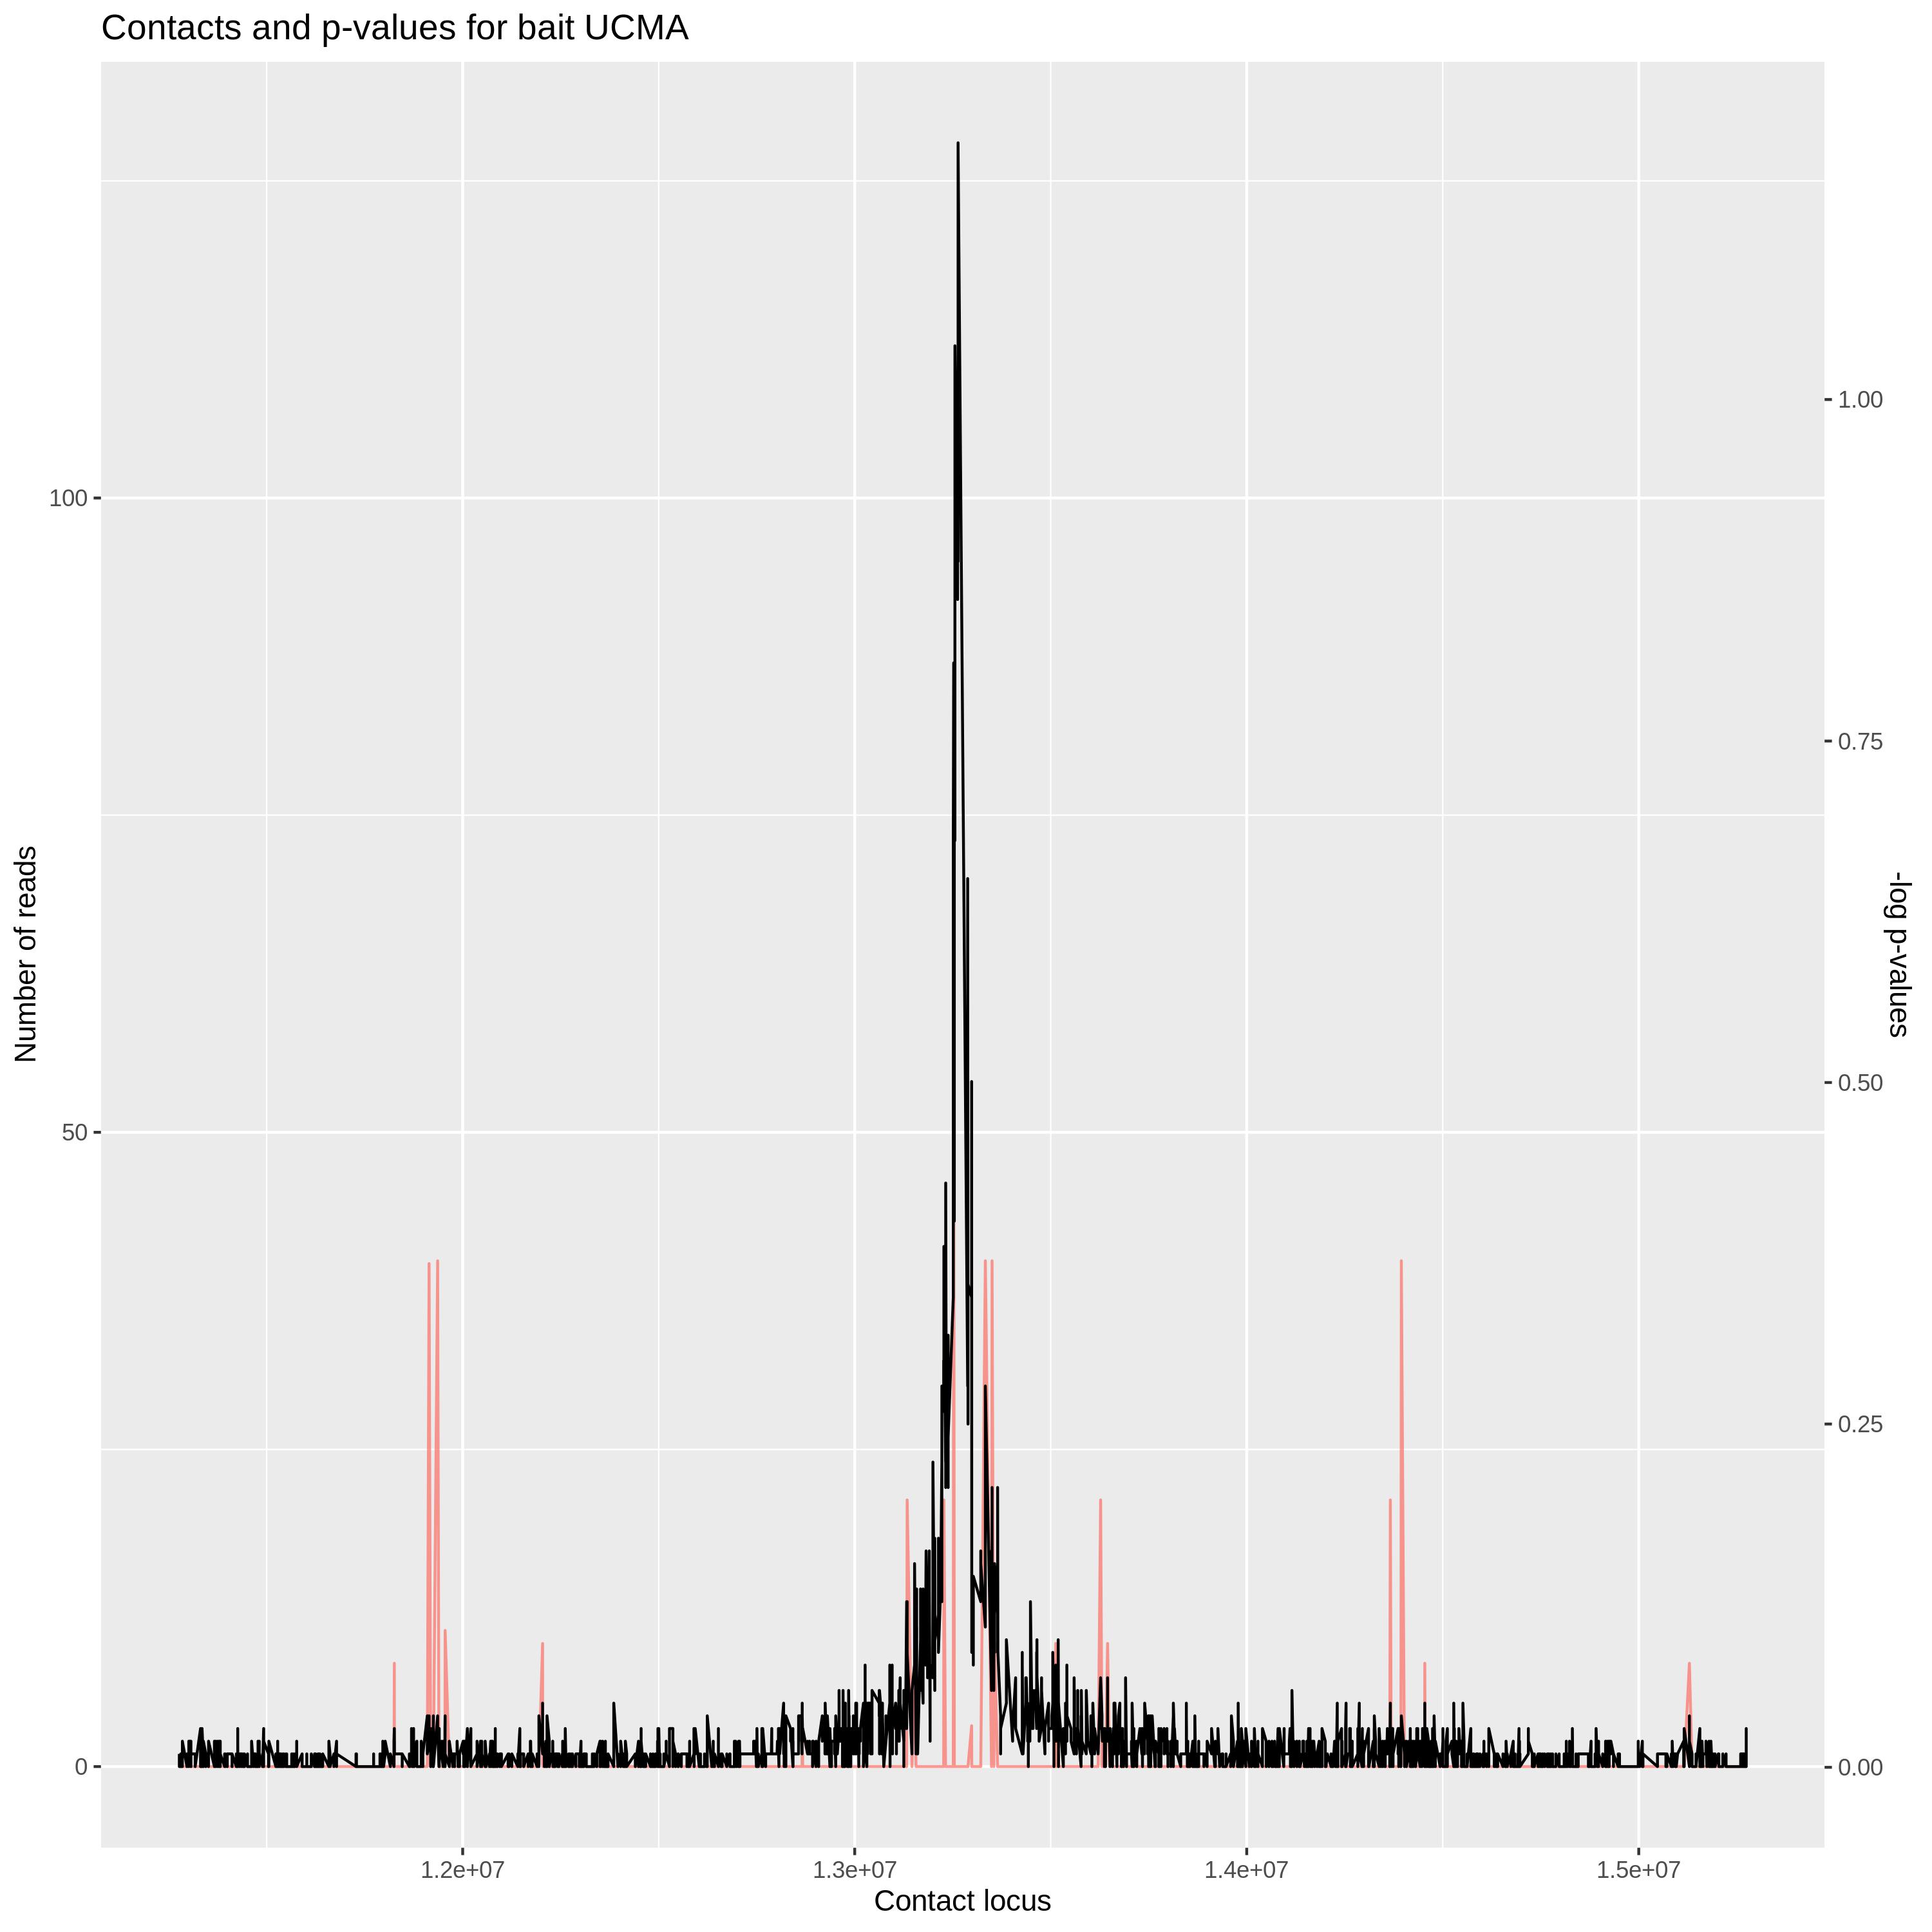 Contacts and p-values for bait UCMA
100
50
0
Number of reads
1.00
0.75
0.50
0.25
0.00
-log p-values
1.2e+07
1.3e+07
1.4e+07
1.5e+07
Contact locus